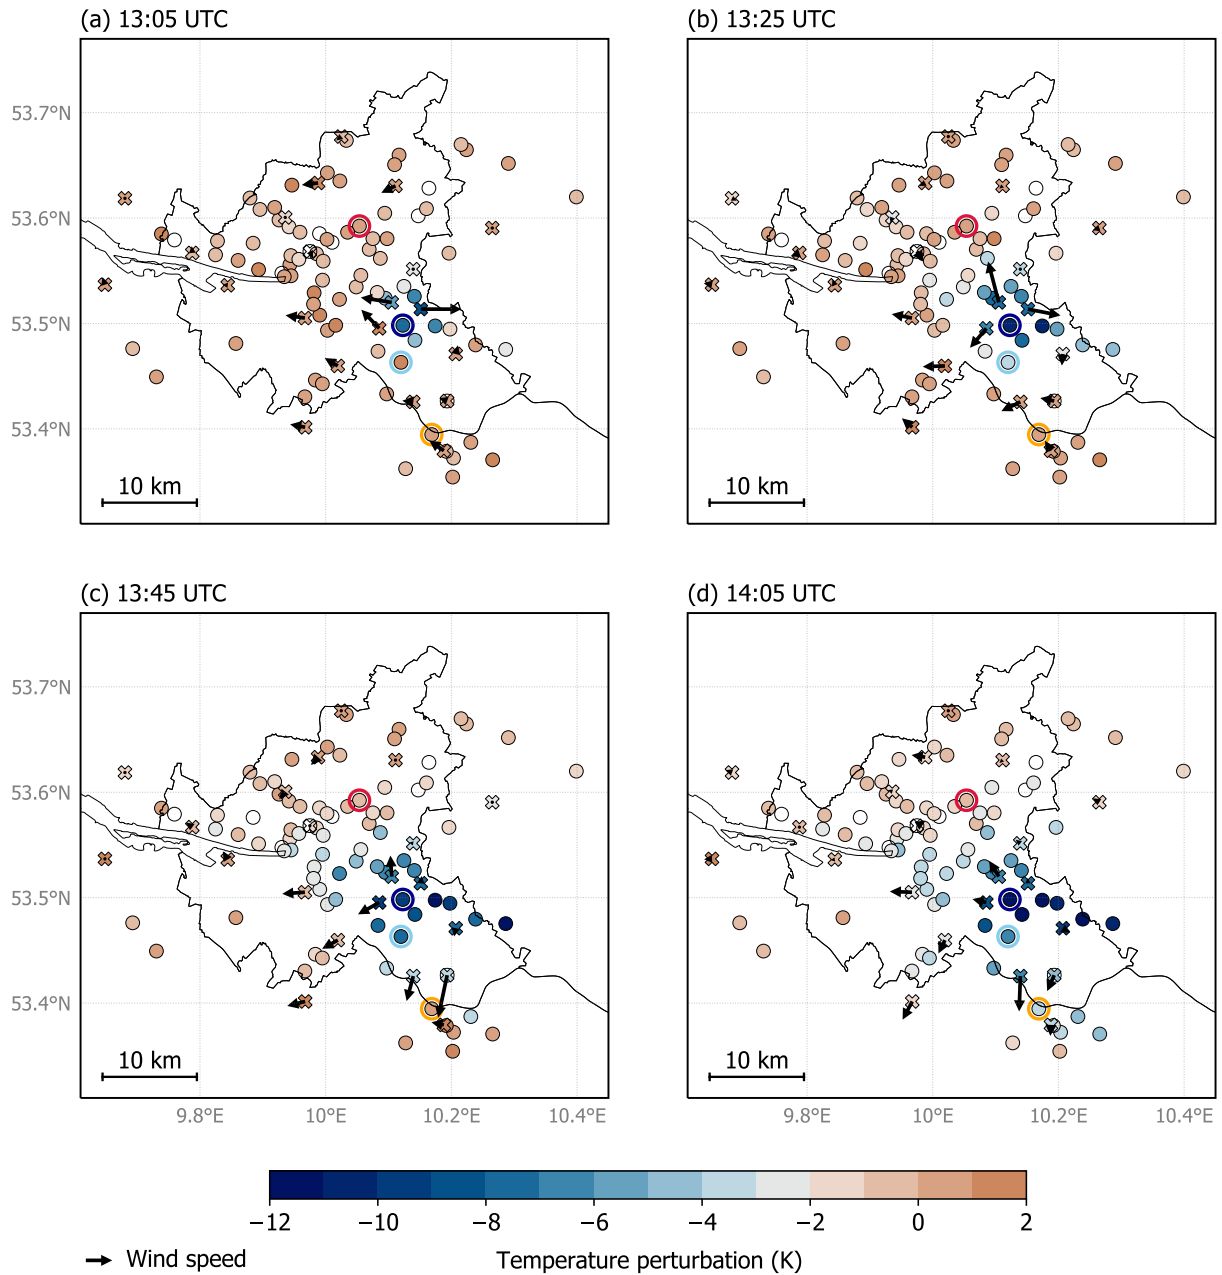 (a) 13:05 UTC
(b) 13:25 UTC
53.7°N
53.6°N
53.5°N
53.4°N
10 km
10 km
(c) 13:45 UTC
(d) 14:05 UTC
53.7°N
53.6°N
53.5°N
53.4°N
10 km
10 km
9.8°E 10°E 10.2°E 10.4°E
9.8°E 10°E 10.2°E 10.4°E
−12 −10 −8 −6 −4 −2 0 2
Wind speed
Temperature perturbation (K)